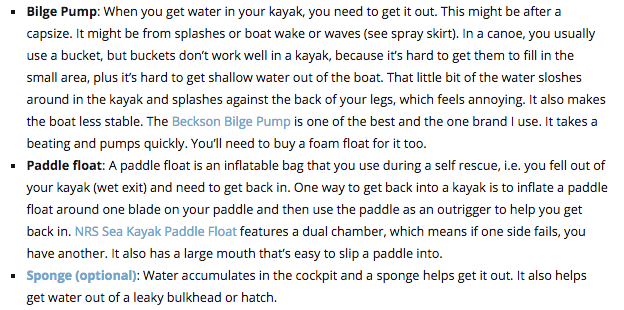 ▪ Bilge Pump: When you get water in your kayak, you need to get it out. This might be after a
capsize. It might be from splashes or boat wake or waves (see spray skirt). In a canoe, you usually
use a bucket, but buckets don’t work well in a kayak, because it’s hard to get them to fill in the
small area, plus it’s hard to get shallow water out of the boat. That little bit of the water sloshes
around in the kayak and splashes against the back of your legs, which feels annoying. It also makes
the boat less stable. The Beckson Bilge Pump is one of the best and the one brand I use. It takes a
beating and pumps quickly. You’ll need to buy a foam float for it too.
▪ Paddle float: A paddle float is an inflatable bag that you use during a self rescue, i.e. you fell out of
your kayak (wet exit) and need to get back in. One way to get back into a kayak is to inflate a paddle
float around one blade on your paddle and then use the paddle as an outrigger to help you get
back in. NRS Sea Kayak Paddle Float features a dual chamber, which means if one side fails, you
have another. It also has a large mouth that’s easy to slip a paddle into.
▪ Sponge (optional): Water accumulates in the cockpit and a sponge helps get it out. It also helps
get water out of a leaky bulkhead or hatch.